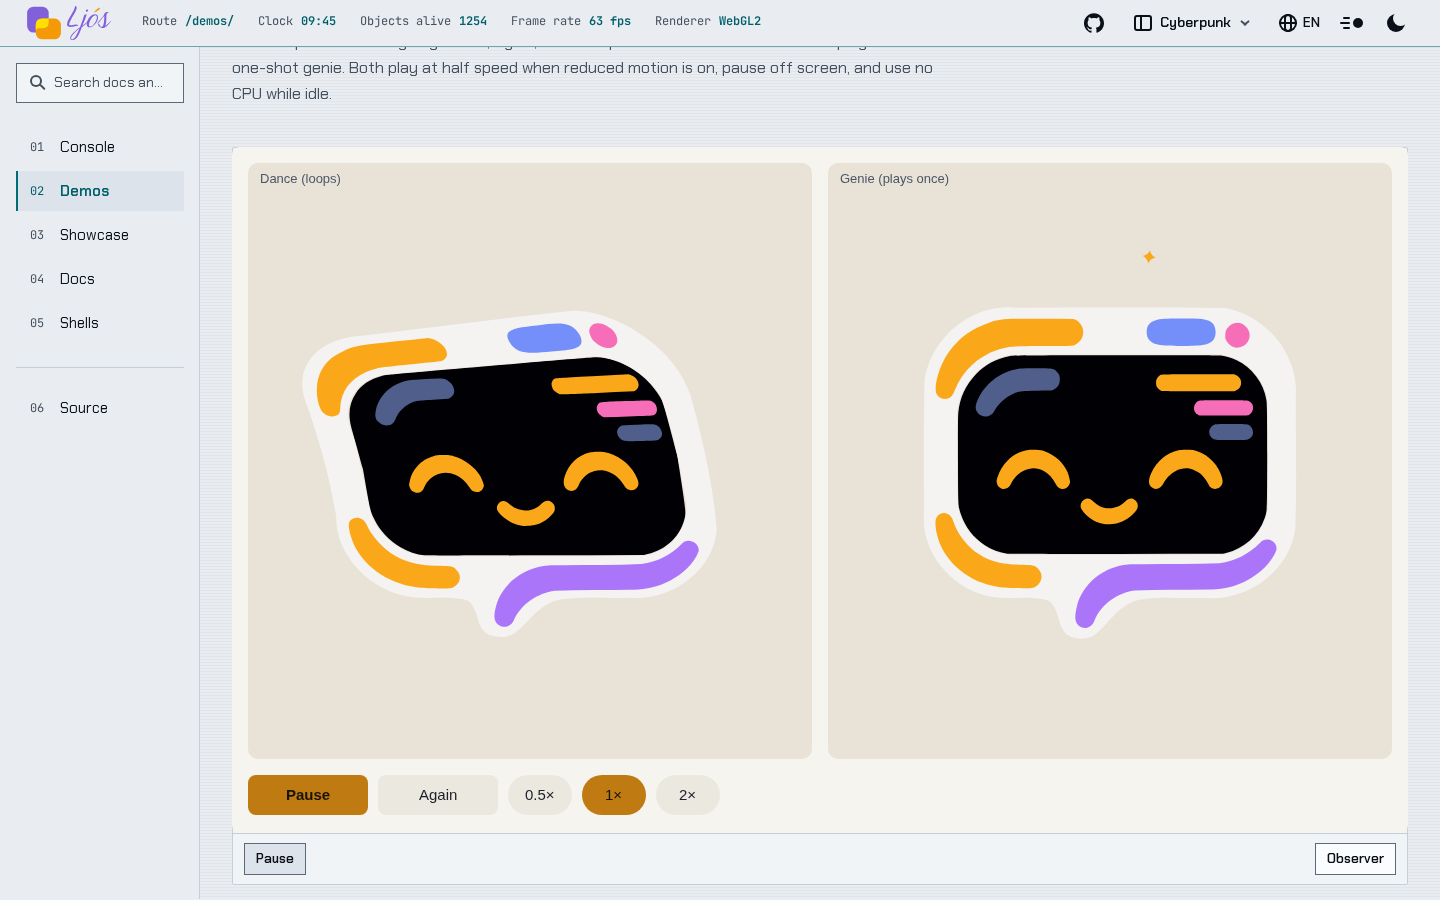 Ljós
Route /demos/
Clock 09:45
Objects alive 1254
Frame rate 63 fps
Renderer WebGL2
Cyberpunk
EN
Search docs an...
01 Console
02 Demos
03 Showcase
04 Docs
05 Shells
06 Source
one-shot genie. Both play at half speed when reduced motion is on, pause off screen, and use no
CPU while idle.
Dance (loops)
Genie (plays once)
Pause
Again
0.5×
1×
2×
Pause
Observer